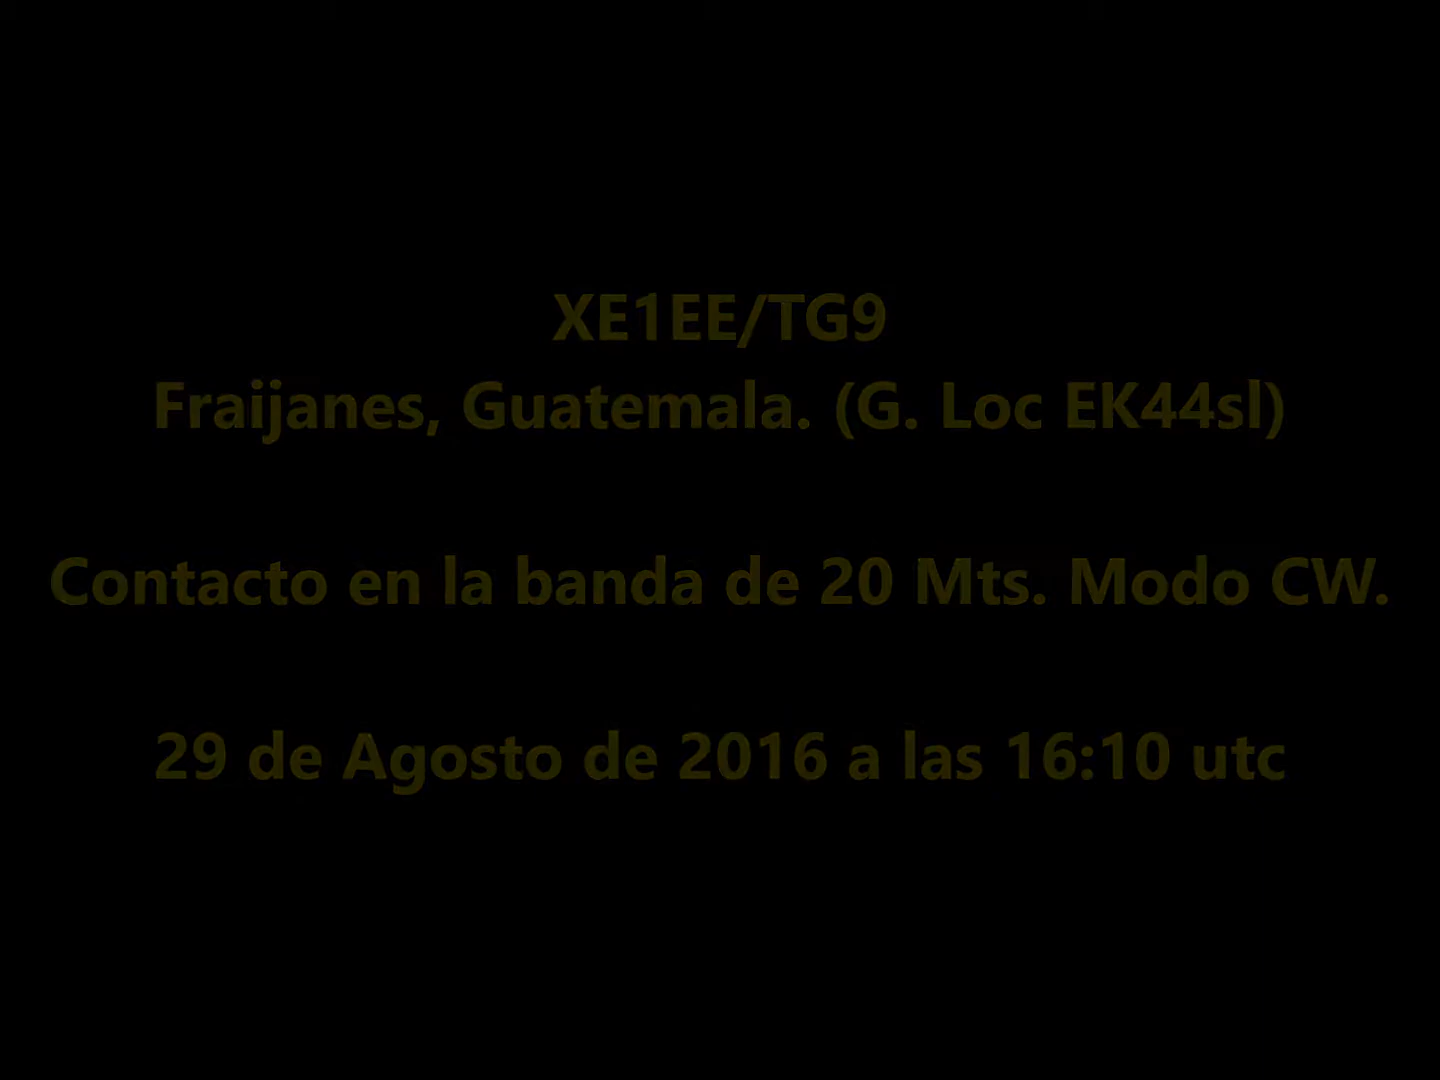 XE1EE/TG9
Fraijanes, Guatemala. (G. Loc EK44sl)
Contacto en la banda de 20 Mts. Modo CW.
29 de Agosto de 2016 a las 16:10 utc